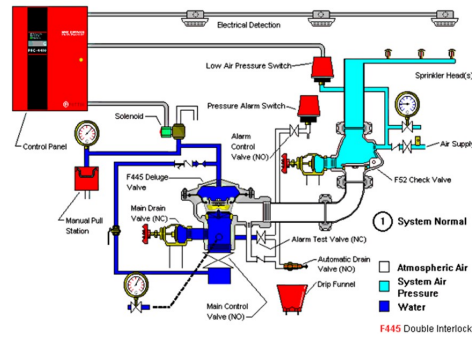 Electrical Detection
Low Air Pressure Switch
Sprinkler Head(s)
Pressure Alarm Switch
Solenoid
Control Panel
Alarm
Control
Valve (NO)
Air Supply
F445 Deluge
Valve
F52 Check Valve
Main Drain
Valve (NC)
Manual Pull
Station
1 System Normal
Alarm Test Valve (NC)
Automatic Drain
Valve (NO)
Atmospheric Air
System Air
Pressure
Water
Drip Funnel
Main Control
Valve (NO)
F445 Double Interlock